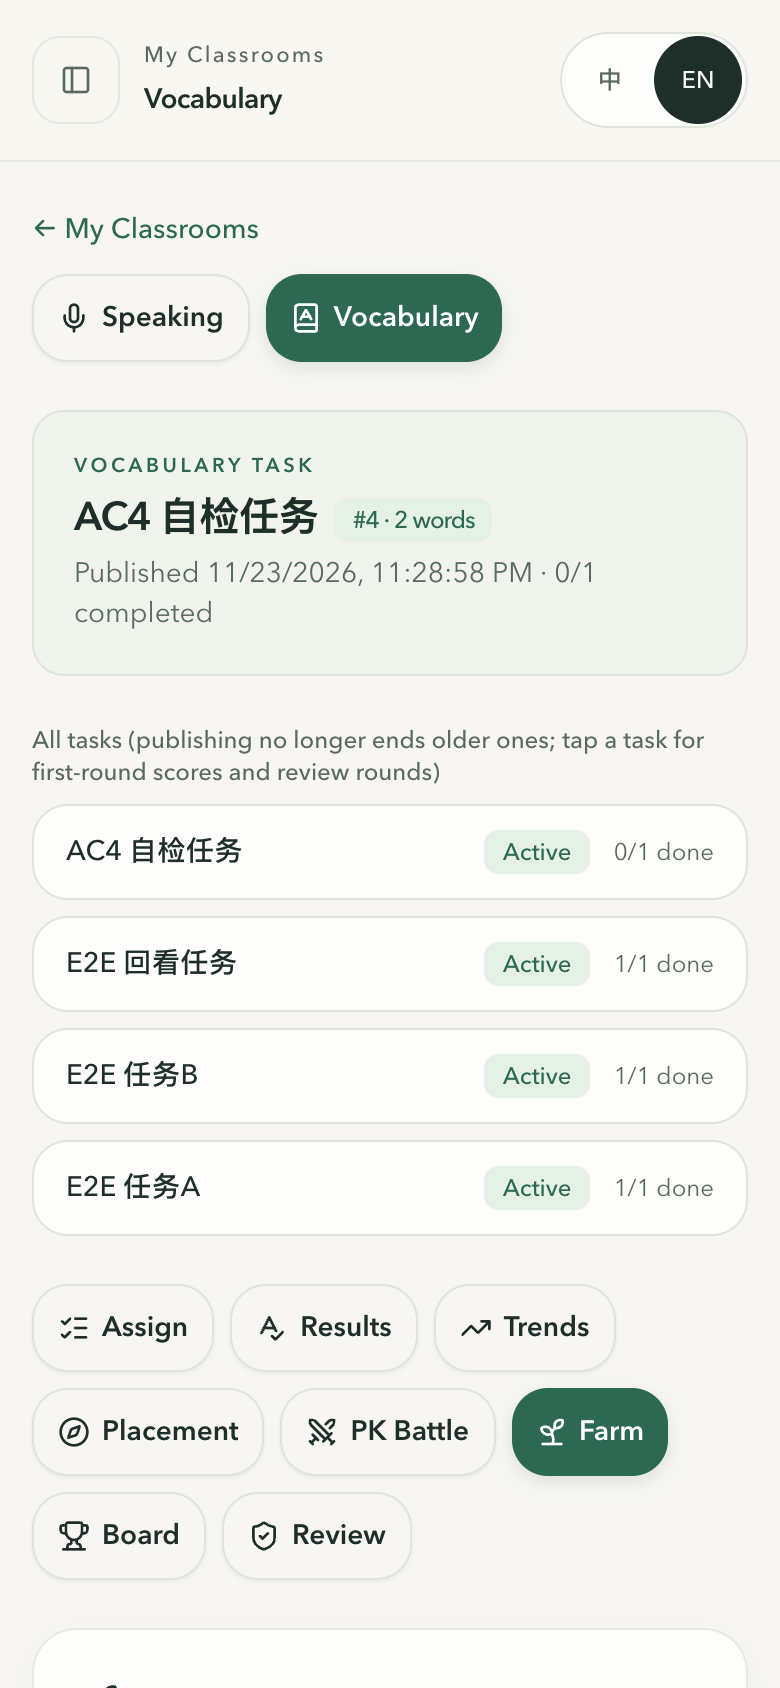 My Classrooms
Vocabulary
中
EN
← My Classrooms
Speaking
Vocabulary
VOCABULARY TASK
AC4 自检任务
#4 · 2 words
Published 11/23/2026, 11:28:58 PM · 0/1
completed
All tasks (publishing no longer ends older ones; tap a task for
first-round scores and review rounds)
AC4 自检任务 Active 0/1 done
E2E 回看任务 Active 1/1 done
E2E 任务B Active 1/1 done
E2E 任务A Active 1/1 done
Assign
Results
Trends
Placement
PK Battle
Farm
Board
Review